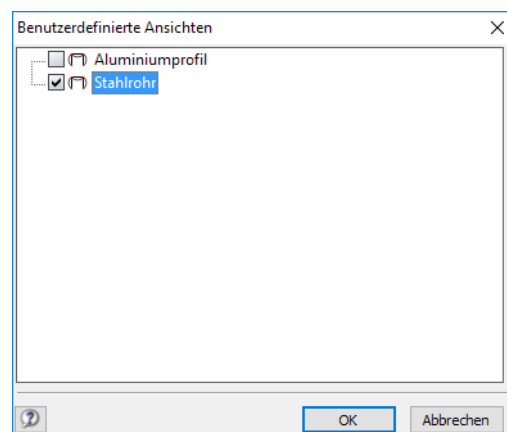 Benutzerdefinierte Ansichten
Aluminiumprofil
Stahlrohr
OK Abbrechen